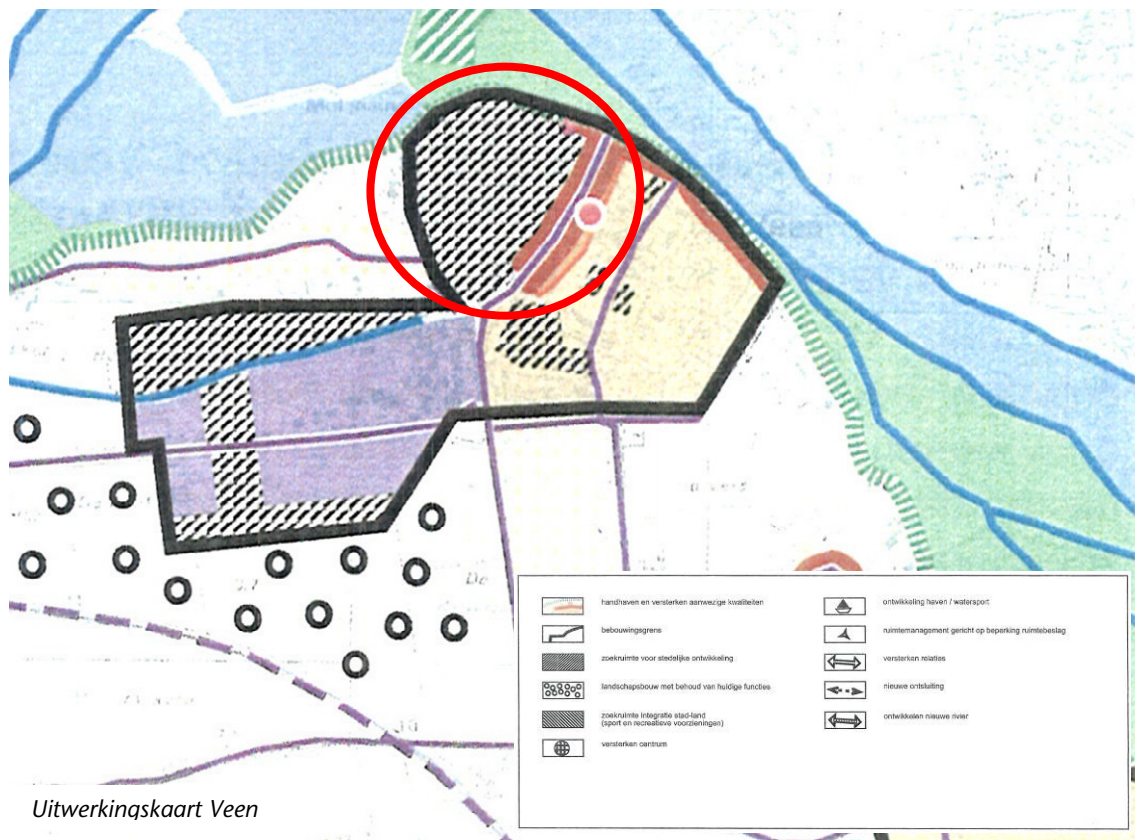 Veen
De
handhaven en versterken aanwezige kwaliteiten
bebouwingsgrens
zoekruimte voor stedelijke ontwikkeling
landschapsbouw met behoud van huidige functies
zoekruimte integratie stad-land
(sport en recreatieve voorzieningen)
versterken centrum
ontwikkeling haven / watersport
ruimtemanagement gericht op beperking ruimtebeslag
versterken relaties
nieuwe ontsluiting
ontwikkelen nieuwe rivier
Uitwerkingskaart Veen